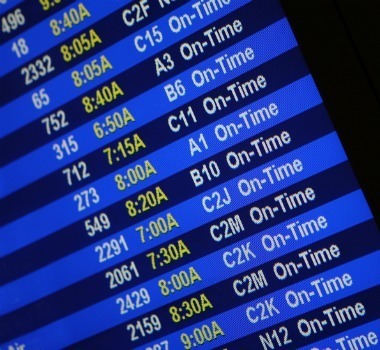 496
18 8:40A
2332 8:05A C2F
65 8:05A C15 On-Time
752 8:40A A3 On-Time
315 6:50A B6 On-Time
712 7:15A C11 On-Time
273 8:00A A1 On-Time
549 8:20A B10 On-Time
2291 7:00A C2J On-Time
2061 7:30A C2M On-Time
2429 8:00A C2K On-Time
2159 8:30A C2M On-Time
9:00A C2K On-Time
N12 On-Time